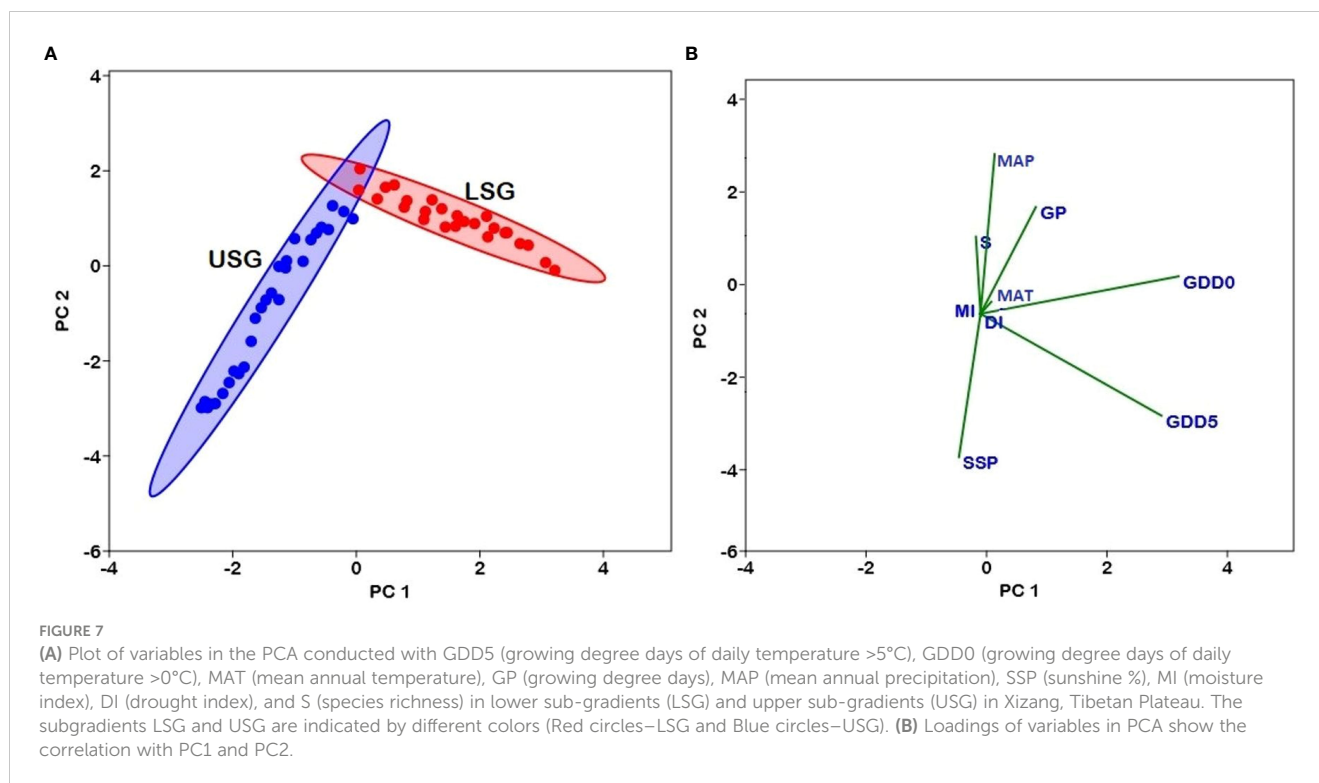 A
B
4
2
0
-2
-4
-6
-4
-2
0
2
4
PC 1
PC 2
USG
LSG
4
2
0
-2
-4
-6
-4
-2
0
2
4
PC 1
PC 2
MAP
GP
S
GDD0
MAT
MI
DI
GDD5
SSP
FIGURE 7
(A) Plot of variables in the PCA conducted with GDD5 (growing degree days of daily temperature >5°C), GDD0 (growing degree days of daily
temperature >0°C), MAT (mean annual temperature), GP (growing degree days), MAP (mean annual precipitation), SSP (sunshine %), MI (moisture
index), DI (drought index), and S (species richness) in lower sub-gradients (LSG) and upper sub-gradients (USG) in Xizang, Tibetan Plateau. The
subgradients LSG and USG are indicated by different colors (Red circles–LSG and Blue circles–USG). (B) Loadings of variables in PCA show the
correlation with PC1 and PC2.